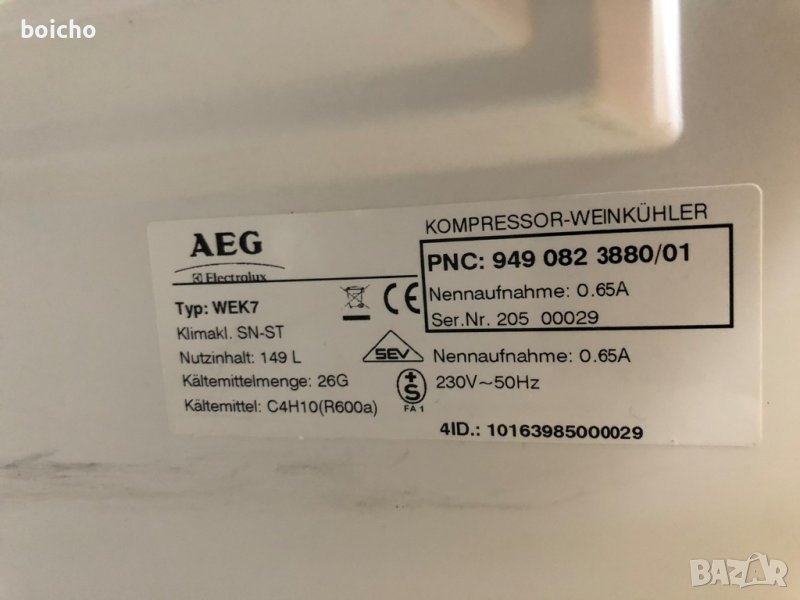 boicho
AEG
Electrolux
Typ: WEK7
Klimakl. SN-ST
Nutzinhalt: 149 L
Kältemittelmenge: 26G
Kältemittel: C4H10(R600a)
CE
SEV
+S
FA 1
KOMPRESSOR-WEINKÜHLER
PNC: 949 082 3880/01
Nennaufnahme: 0.65A
Ser.Nr. 205 00029
Nennaufnahme: 0.65A
230V~50Hz
4ID.: 10163985000029
BAZAR